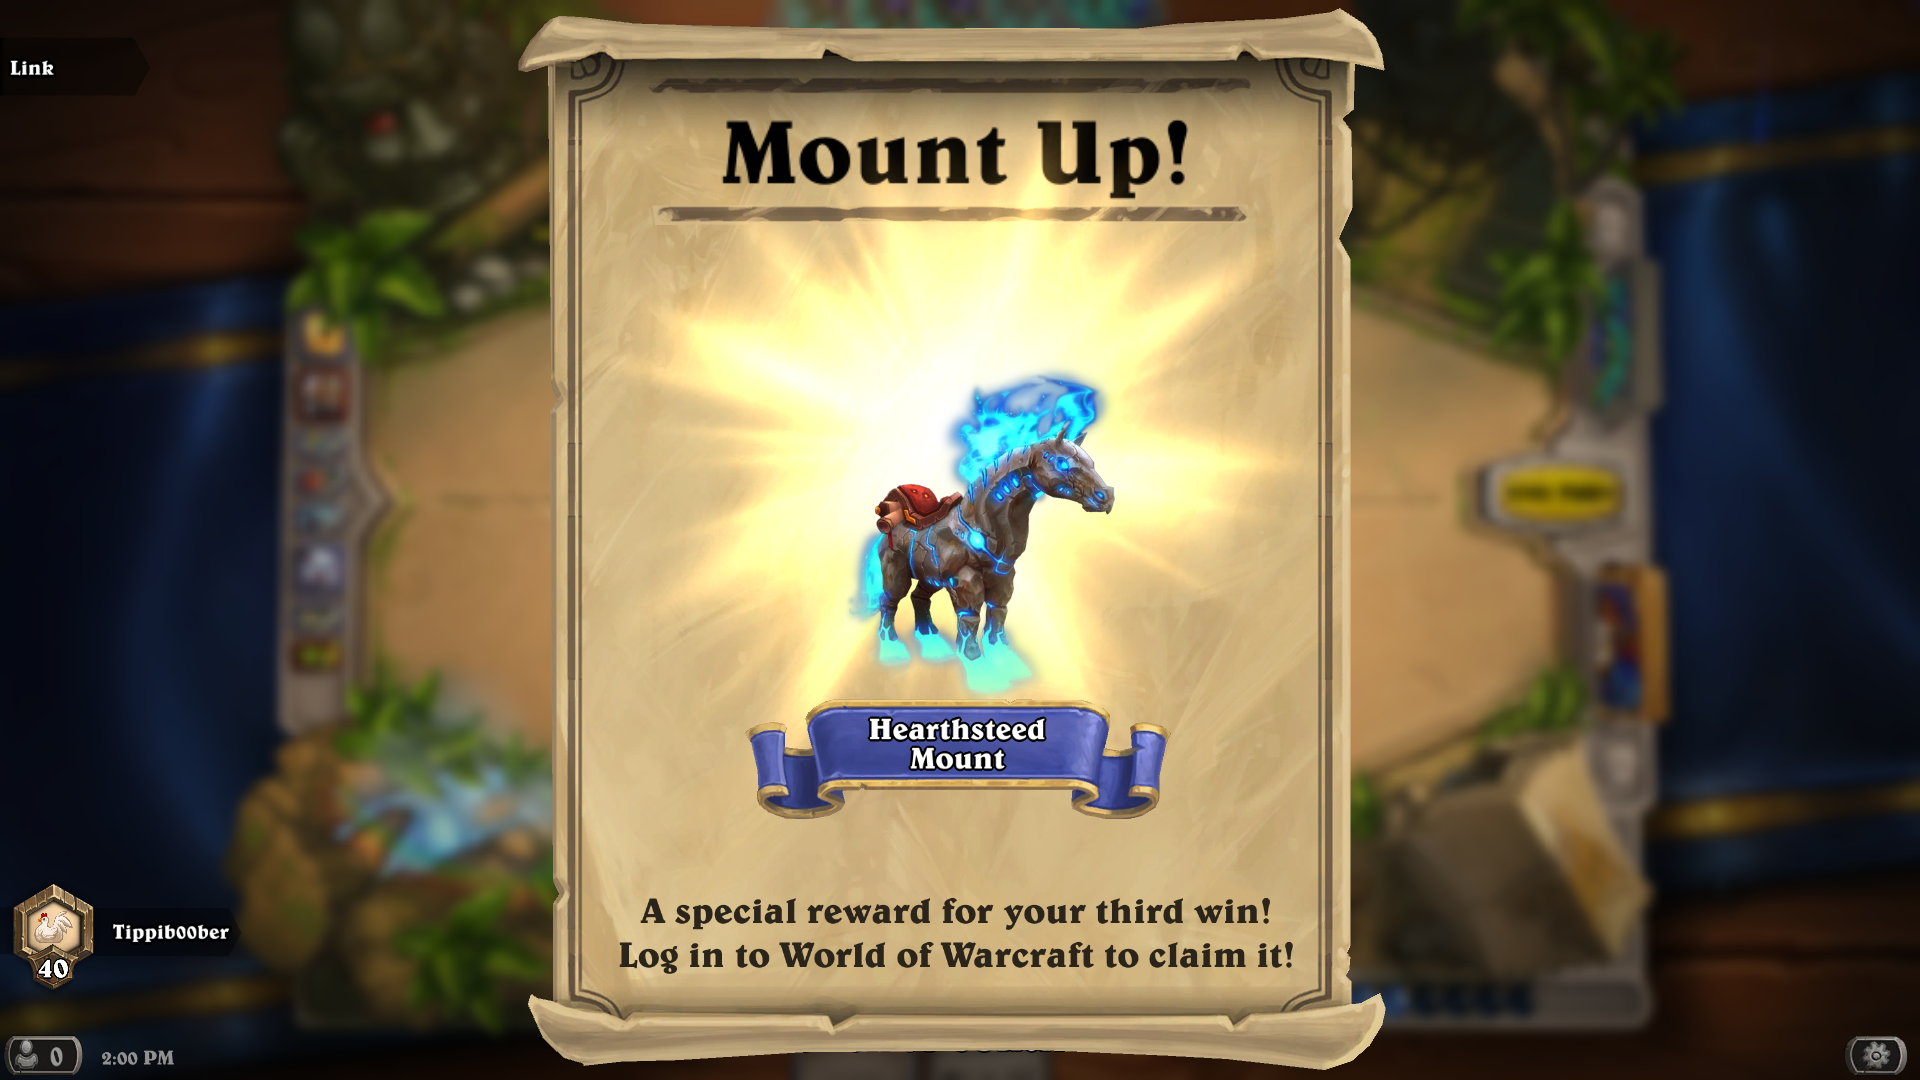 Link
Mount Up!
Hearthsteed
Mount
A special reward for your third win!
Log in to World of Warcraft to claim it!
Tippib00ber
40
0
2:00 PM